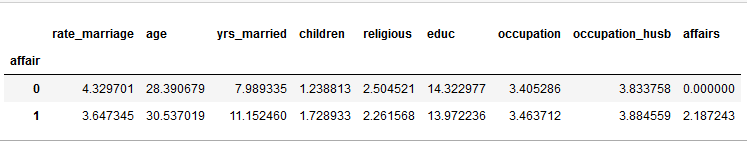 rate_marriage age yrs_married children religious educ occupation occupation_husb affairs
affair
0 4.329701 28.390679 7.989335 1.238813 2.504521 14.322977 3.405286 3.833758 0.000000
1 3.647345 30.537019 11.152460 1.728933 2.261568 13.972236 3.463712 3.884559 2.187243